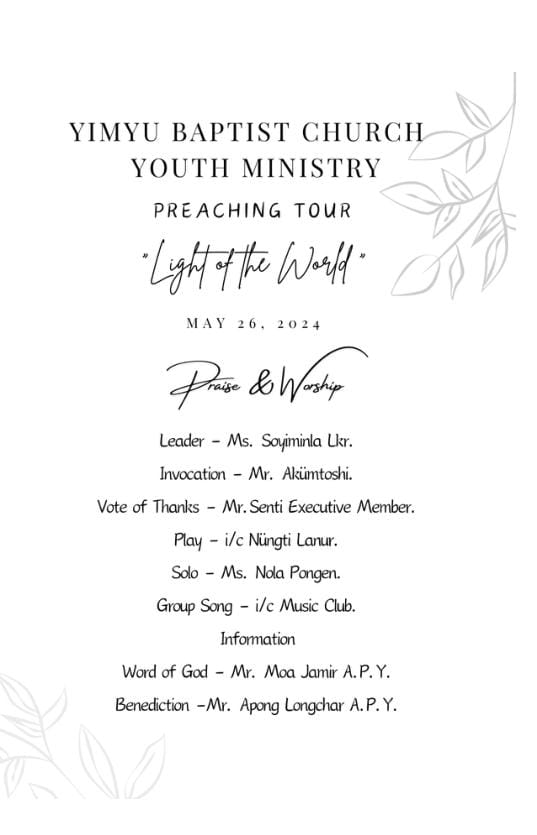 YIMYU BAPTIST CHURCH
YOUTH MINISTRY
PREACHING TOUR
"Light of the World"
MAY 26, 2024
Praise & Worship
Leader – Ms. Soyiminla Lkr.
Invocation – Mr. Akümtoshi.
Vote of Thanks – Mr. Senti Executive Member.
Play – i/c Nüngti Lanur.
Solo – Ms. Nola Pongen.
Group Song – i/c Music Club.
Information
Word of God – Mr. Moa Jamir A.P.Y.
Benediction –Mr. Apong Longchar A.P.Y.